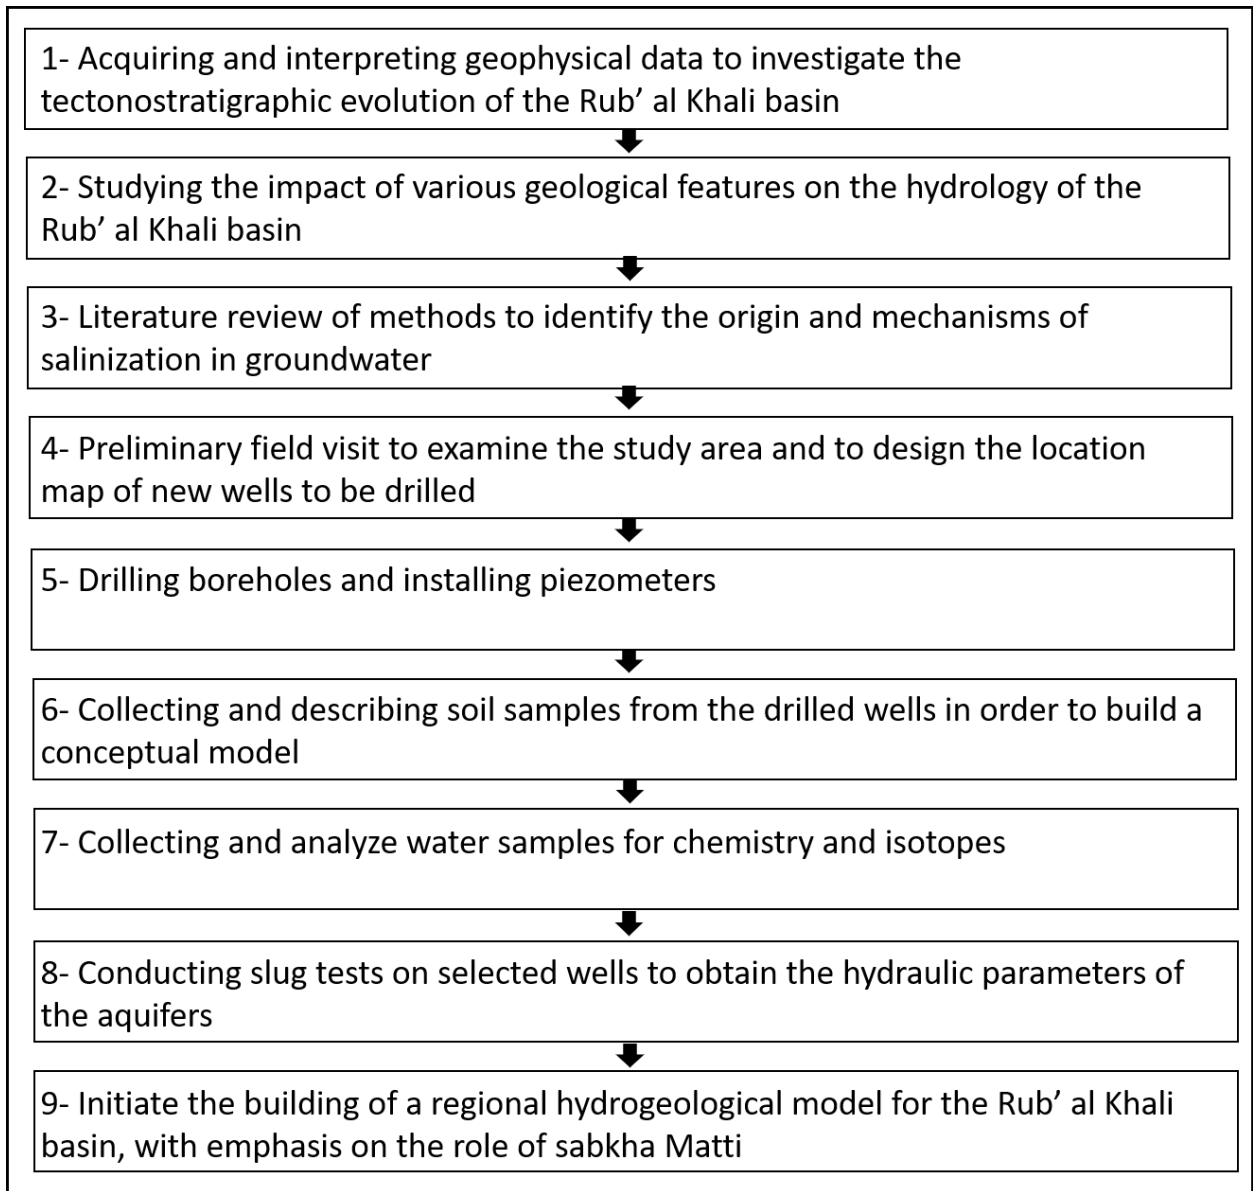 1- Acquiring and interpreting geophysical data to investigate the
tectonostratigraphic evolution of the Rub’ al Khali basin
2- Studying the impact of various geological features on the hydrology of the
Rub’ al Khali basin
3- Literature review of methods to identify the origin and mechanisms of
salinization in groundwater
4- Preliminary field visit to examine the study area and to design the location
map of new wells to be drilled
5- Drilling boreholes and installing piezometers
6- Collecting and describing soil samples from the drilled wells in order to build a
conceptual model
7- Collecting and analyze water samples for chemistry and isotopes
8- Conducting slug tests on selected wells to obtain the hydraulic parameters of
the aquifers
9- Initiate the building of a regional hydrogeological model for the Rub’ al Khali
basin, with emphasis on the role of sabkha Matti